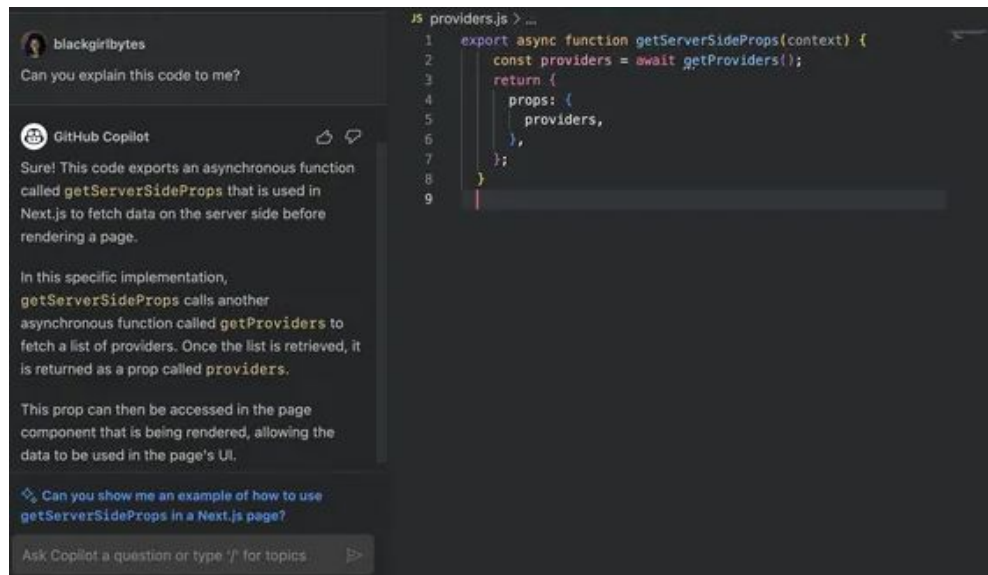 blackgirlbytes
Can you explain this code to me?
GitHub Copilot
Sure! This code exports an asynchronous function
called getServerSideProps that is used in
Next.js to fetch data on the server side before
rendering a page.
In this specific implementation,
getServerSideProps calls another
asynchronous function called getProviders to
fetch a list of providers. Once the list is retrieved, it
is returned as a prop called providers.
This prop can then be accessed in the page
component that is being rendered, allowing the
data to be used in the page's UI.
Can you show me an example of how to use
getServerSideProps in a Next.js page?
Ask Copilot a question or type '/' for topics
JS providers.js > ...
1 export async function getServerSideProps(context) {
2 const providers = await getProviders();
3 return {
4 props: {
5 providers,
6 },
7 };
8 }
9